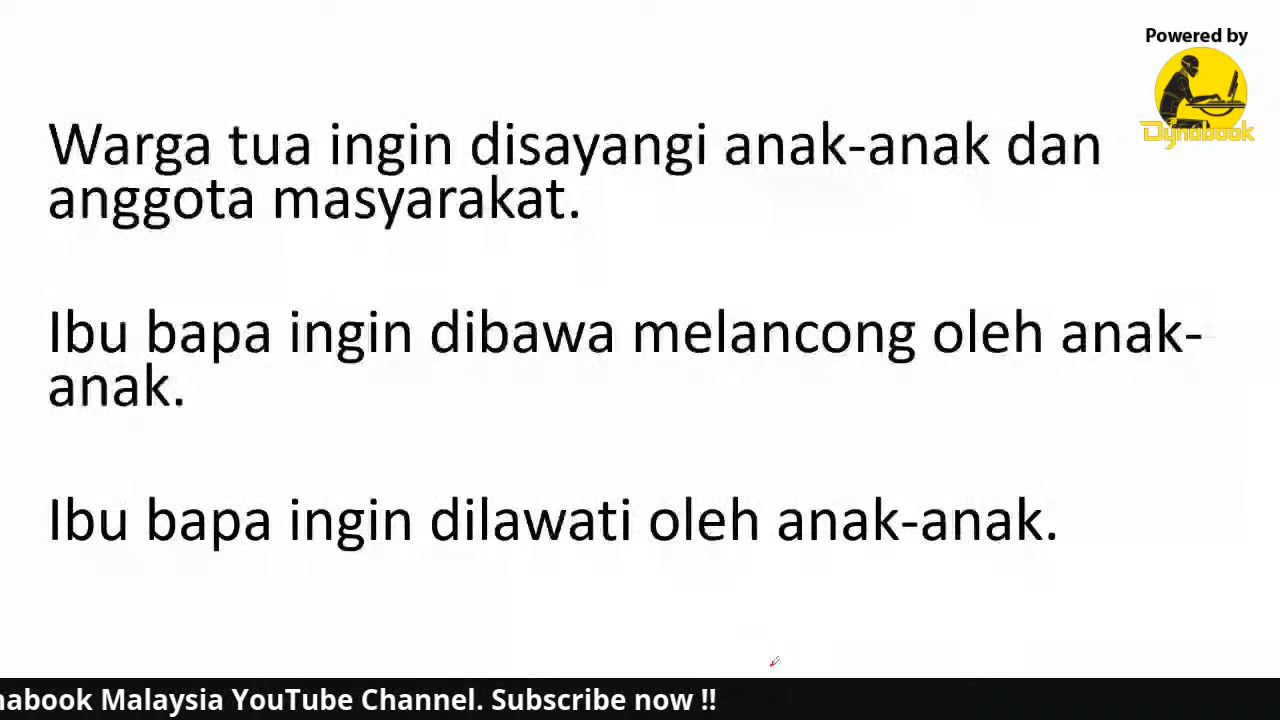 Powered by
Dynabook
Warga tua ingin disayangi anak-anak dan
anggota masyarakat.
Ibu bapa ingin dibawa melancong oleh anak-
anak.
Ibu bapa ingin dilawati oleh anak-anak.
nabook Malaysia YouTube Channel. Subscribe now !!